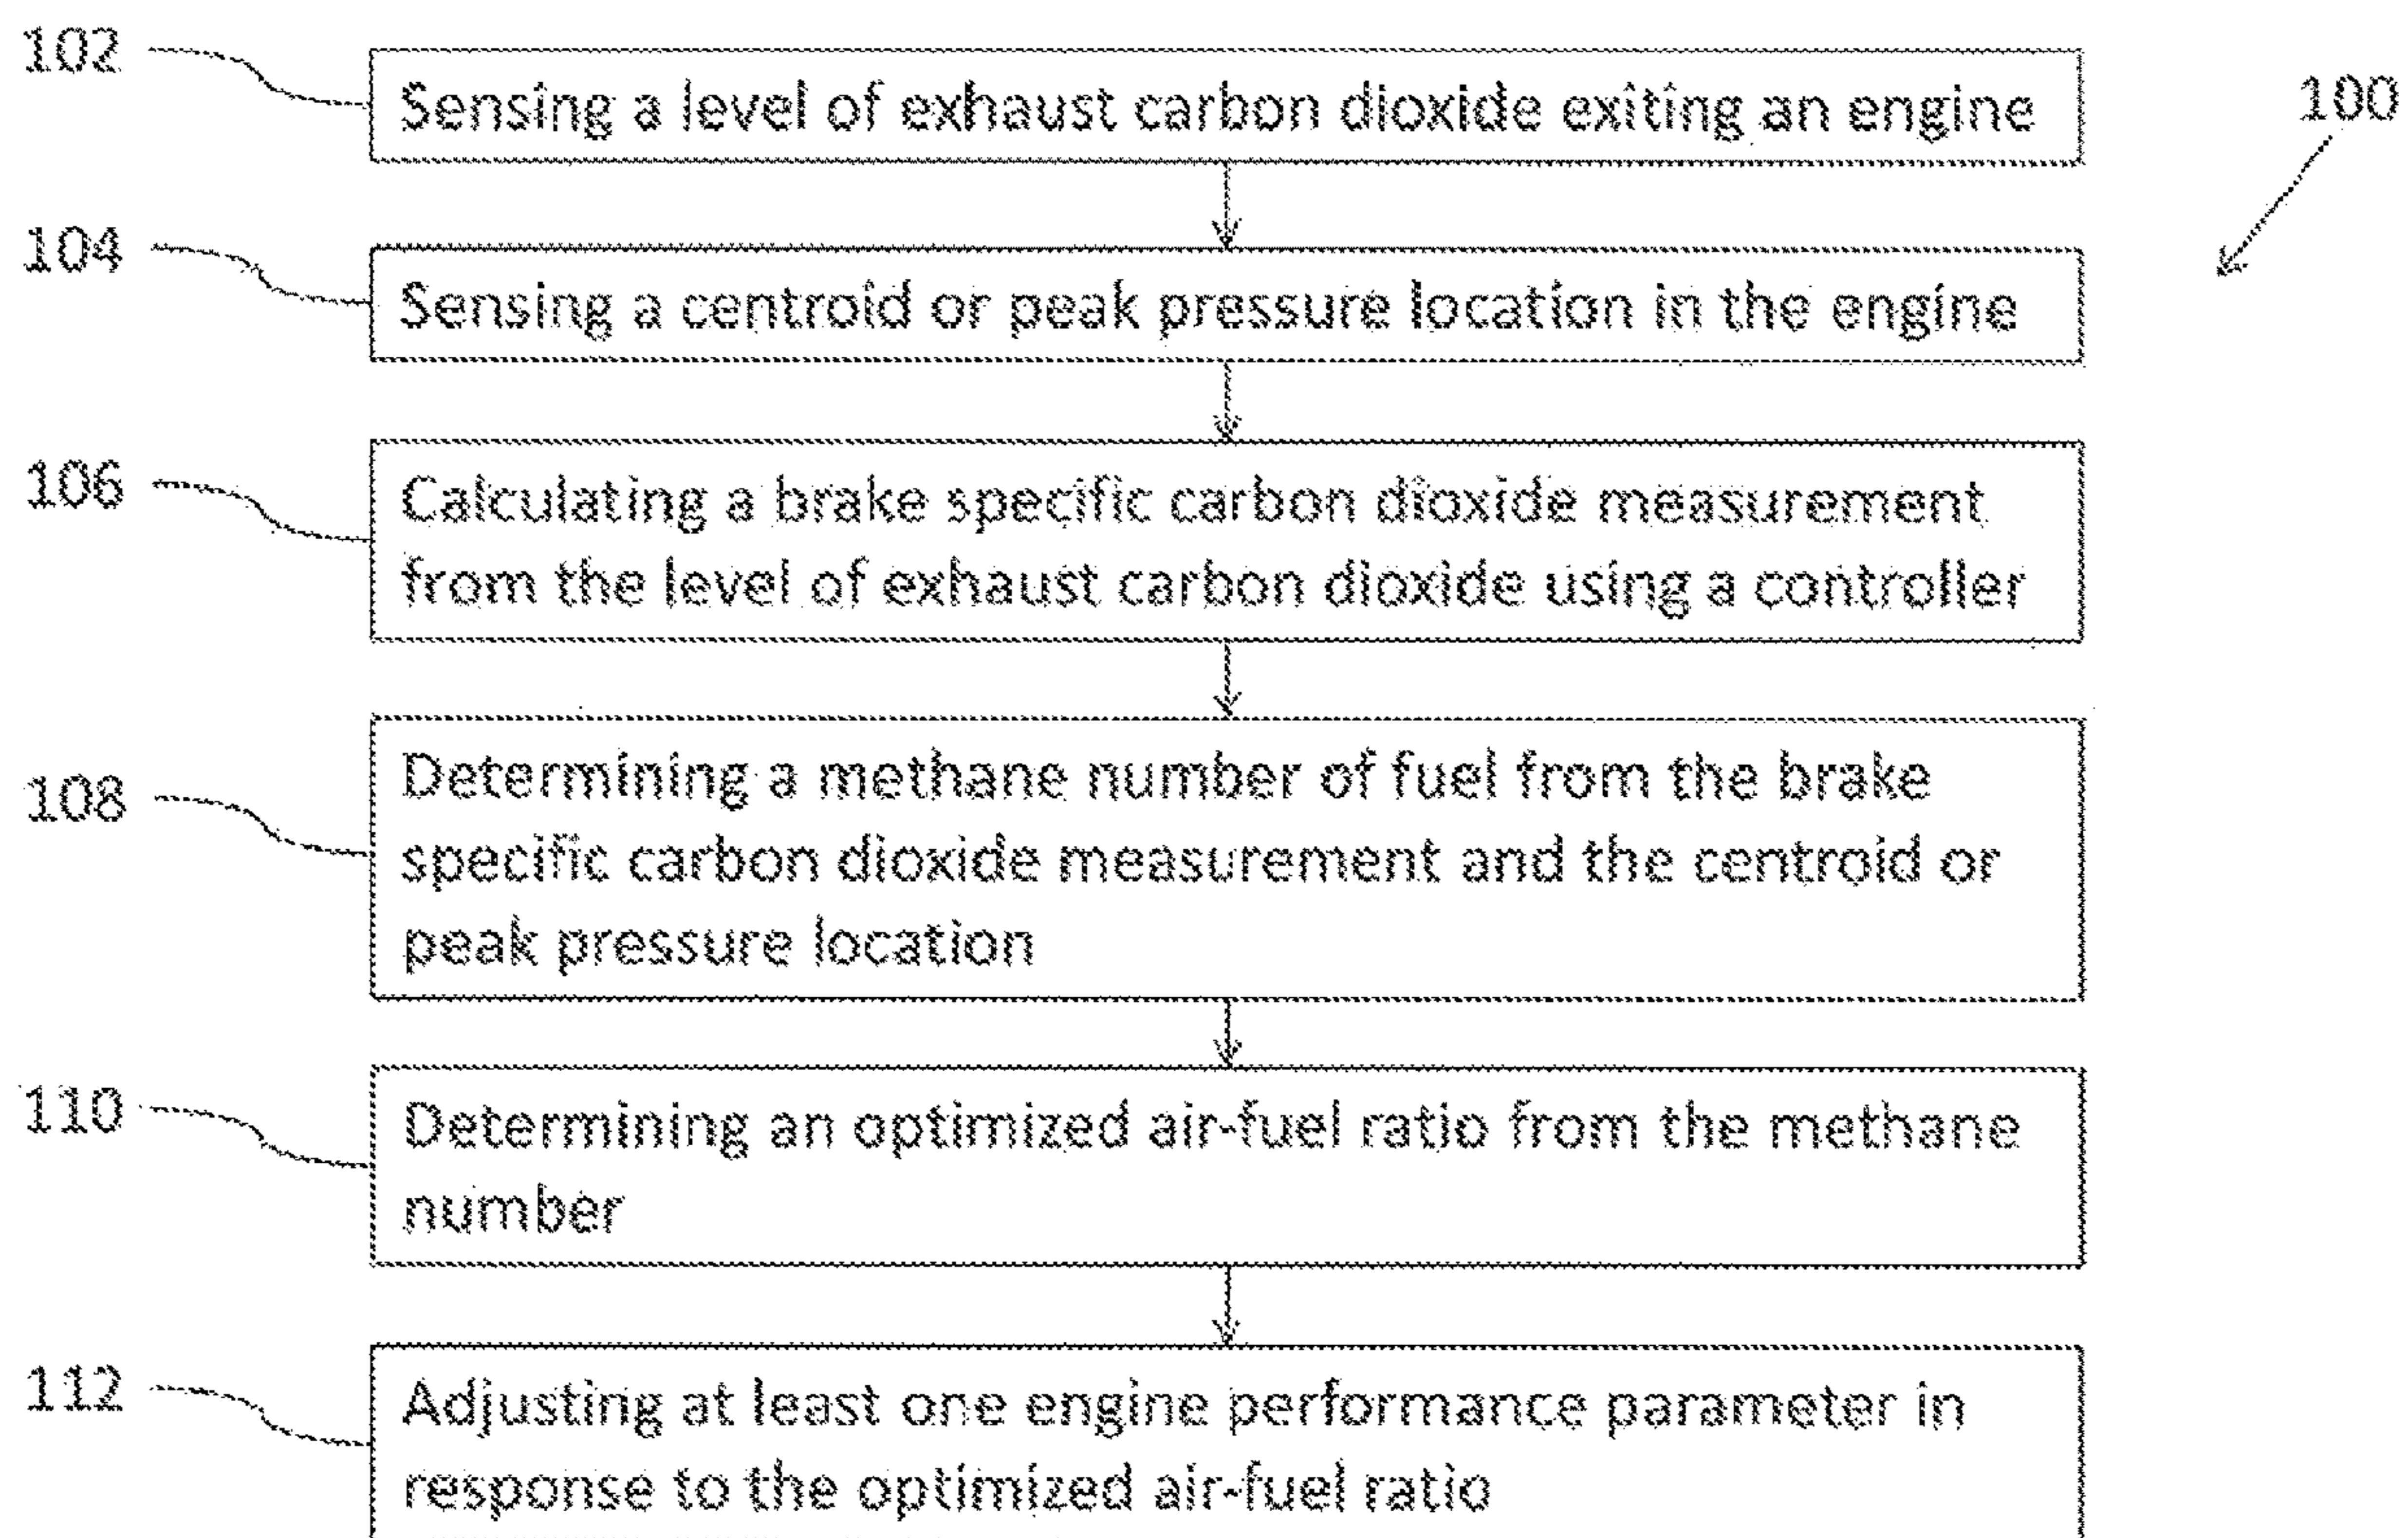 102
Sensing a level of exhaust carbon dioxide exiting an engine
100
104
Sensing a centroid or peak pressure location in the engine
106
Calculating a brake specific carbon dioxide measurement
from the level of exhaust carbon dioxide using a controller
108
Determining a methane number of fuel from the brake
specific carbon dioxide measurement and the centroid or
peak pressure location
110
Determining an optimized air-fuel ratio from the methane
number
112
Adjusting at least one engine performance parameter in
response to the optimized air-fuel ratio